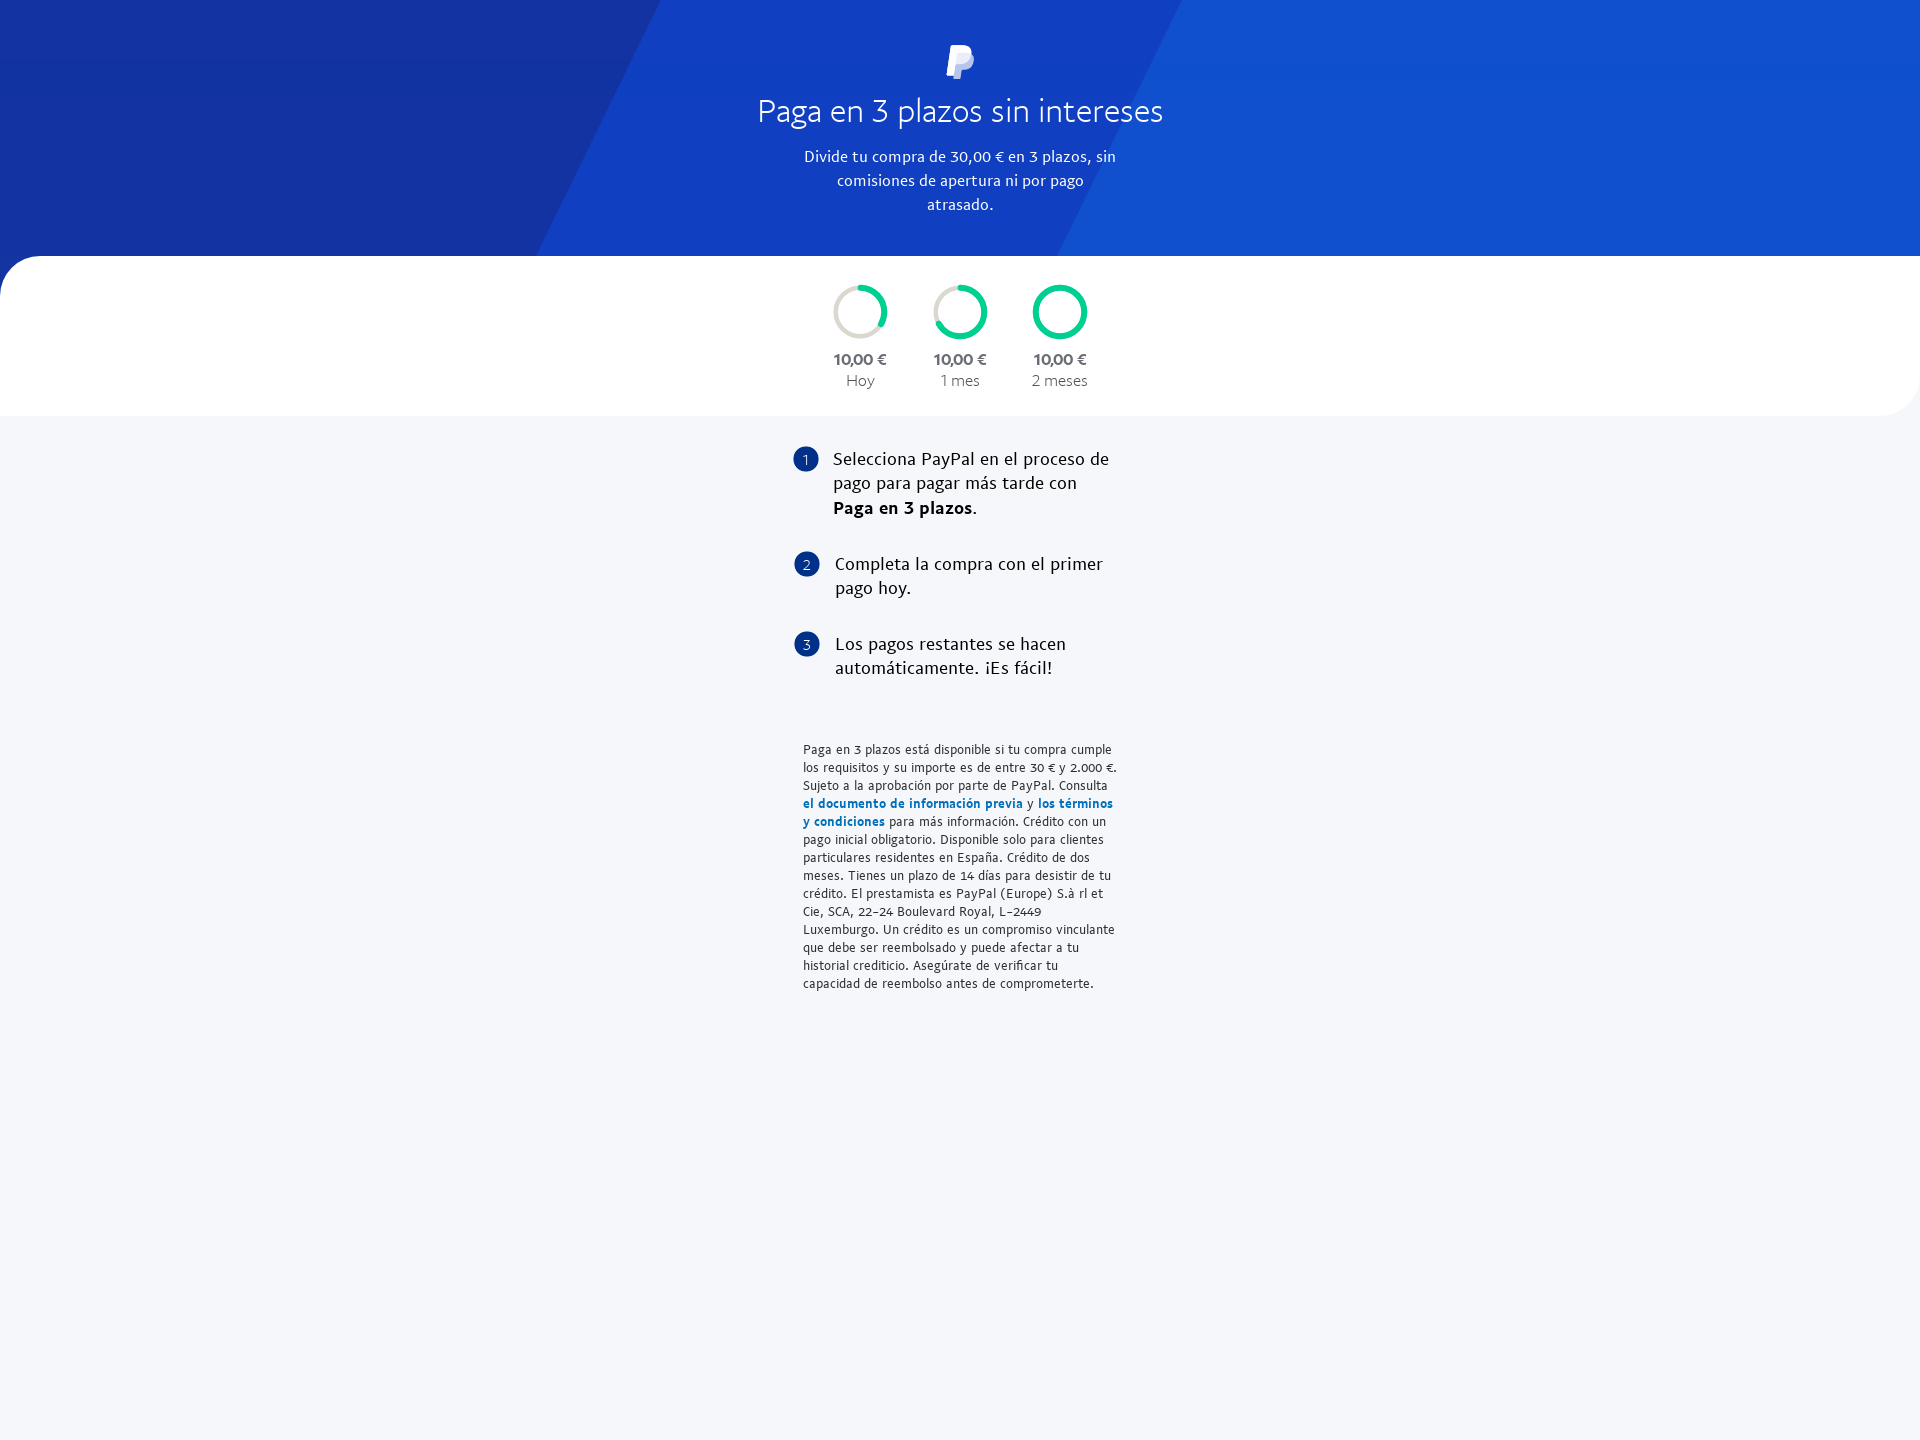 Paga en 3 plazos sin intereses
Divide tu compra de 30,00 € en 3 plazos, sin
comisiones de apertura ni por pago
atrasado.
10,00 € 10,00 € 10,00 €
Hoy 1 mes 2 meses
1 Selecciona PayPal en el proceso de
pago para pagar más tarde con
Paga en 3 plazos.
2 Completa la compra con el primer
pago hoy.
3 Los pagos restantes se hacen
automáticamente. ¡Es fácil!
Paga en 3 plazos está disponible si tu compra cumple
los requisitos y su importe es de entre 30 € y 2.000 €.
Sujeto a la aprobación por parte de PayPal. Consulta
el documento de información previa y los términos
y condiciones para más información. Crédito con un
pago inicial obligatorio. Disponible solo para clientes
particulares residentes en España. Crédito de dos
meses. Tienes un plazo de 14 días para desistir de tu
crédito. El prestamista es PayPal (Europe) S.à rl et
Cie, SCA, 22-24 Boulevard Royal, L-2449
Luxemburgo. Un crédito es un compromiso vinculante
que debe ser reembolsado y puede afectar a tu
historial crediticio. Asegúrate de verificar tu
capacidad de reembolso antes de comprometerte.